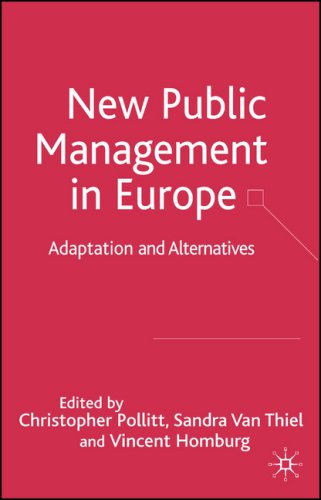 New Public
Management
in Europe
Adaptation and Alternatives
Edited by
Christopher Pollitt, Sandra Van Thiel
and Vincent Homburg